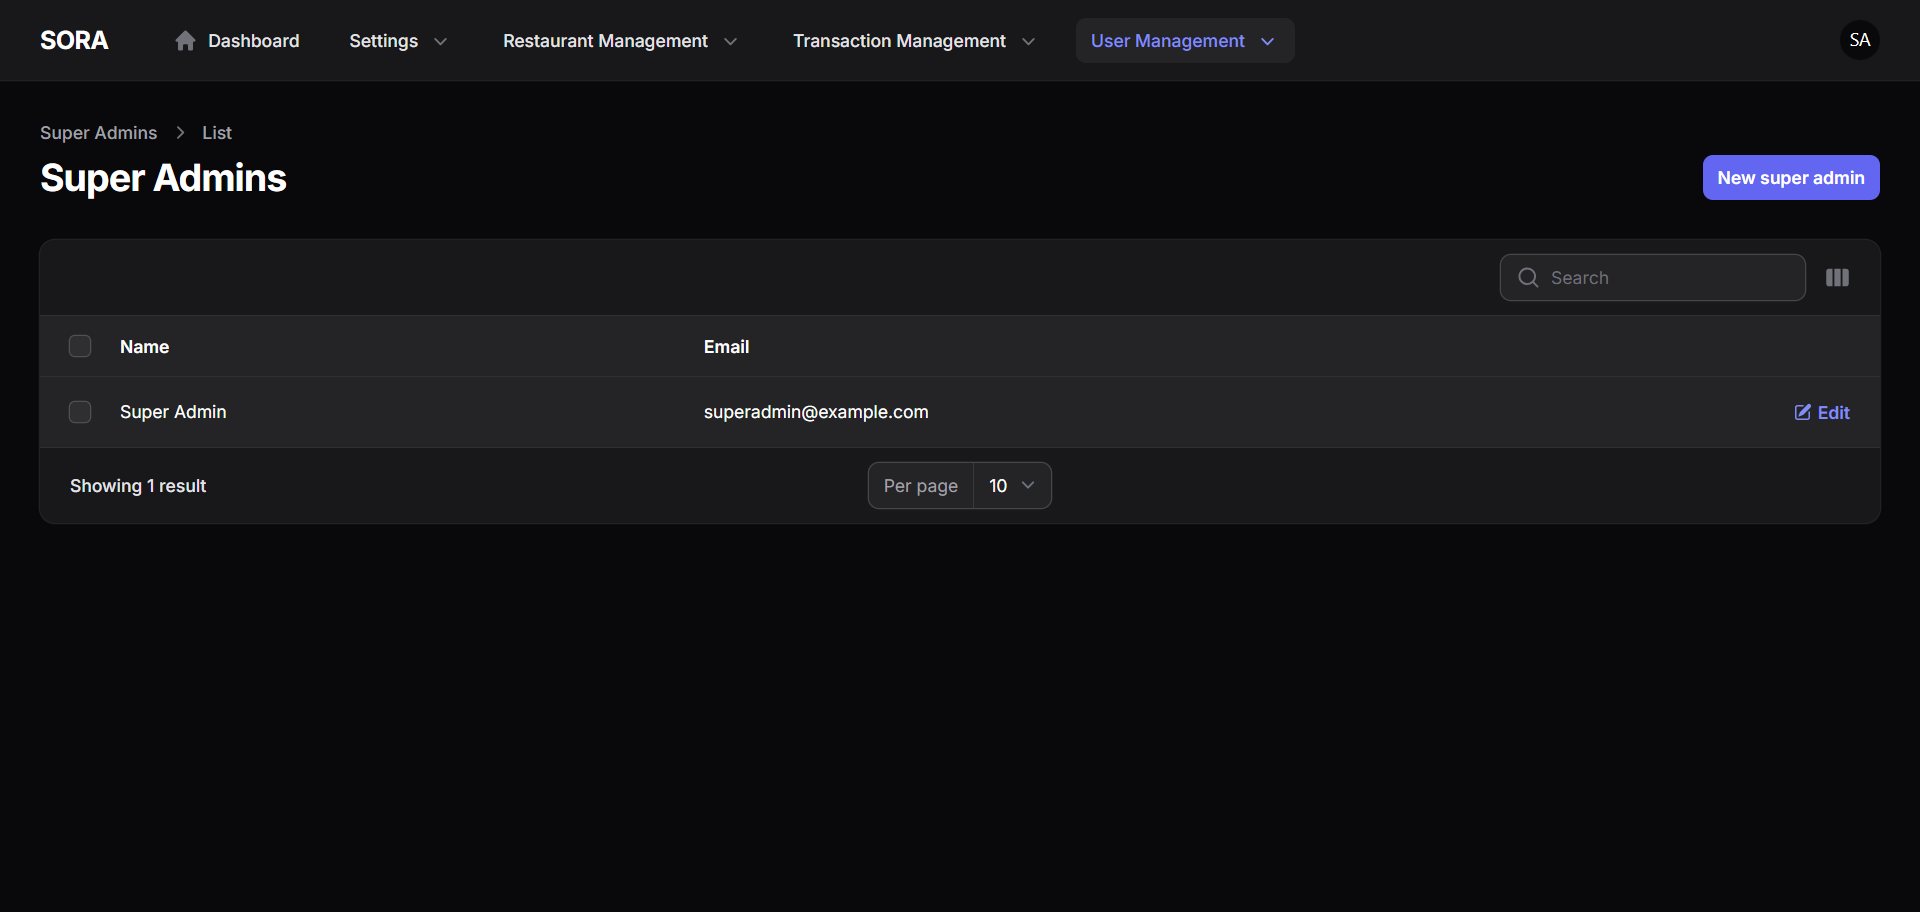 SORA
Dashboard
Settings
Restaurant Management
Transaction Management
User Management
SA
Super Admins
List
Super Admins
New super admin
Search
Name
Email
Super Admin
superadmin@example.com
Edit
Showing 1 result
Per page
10